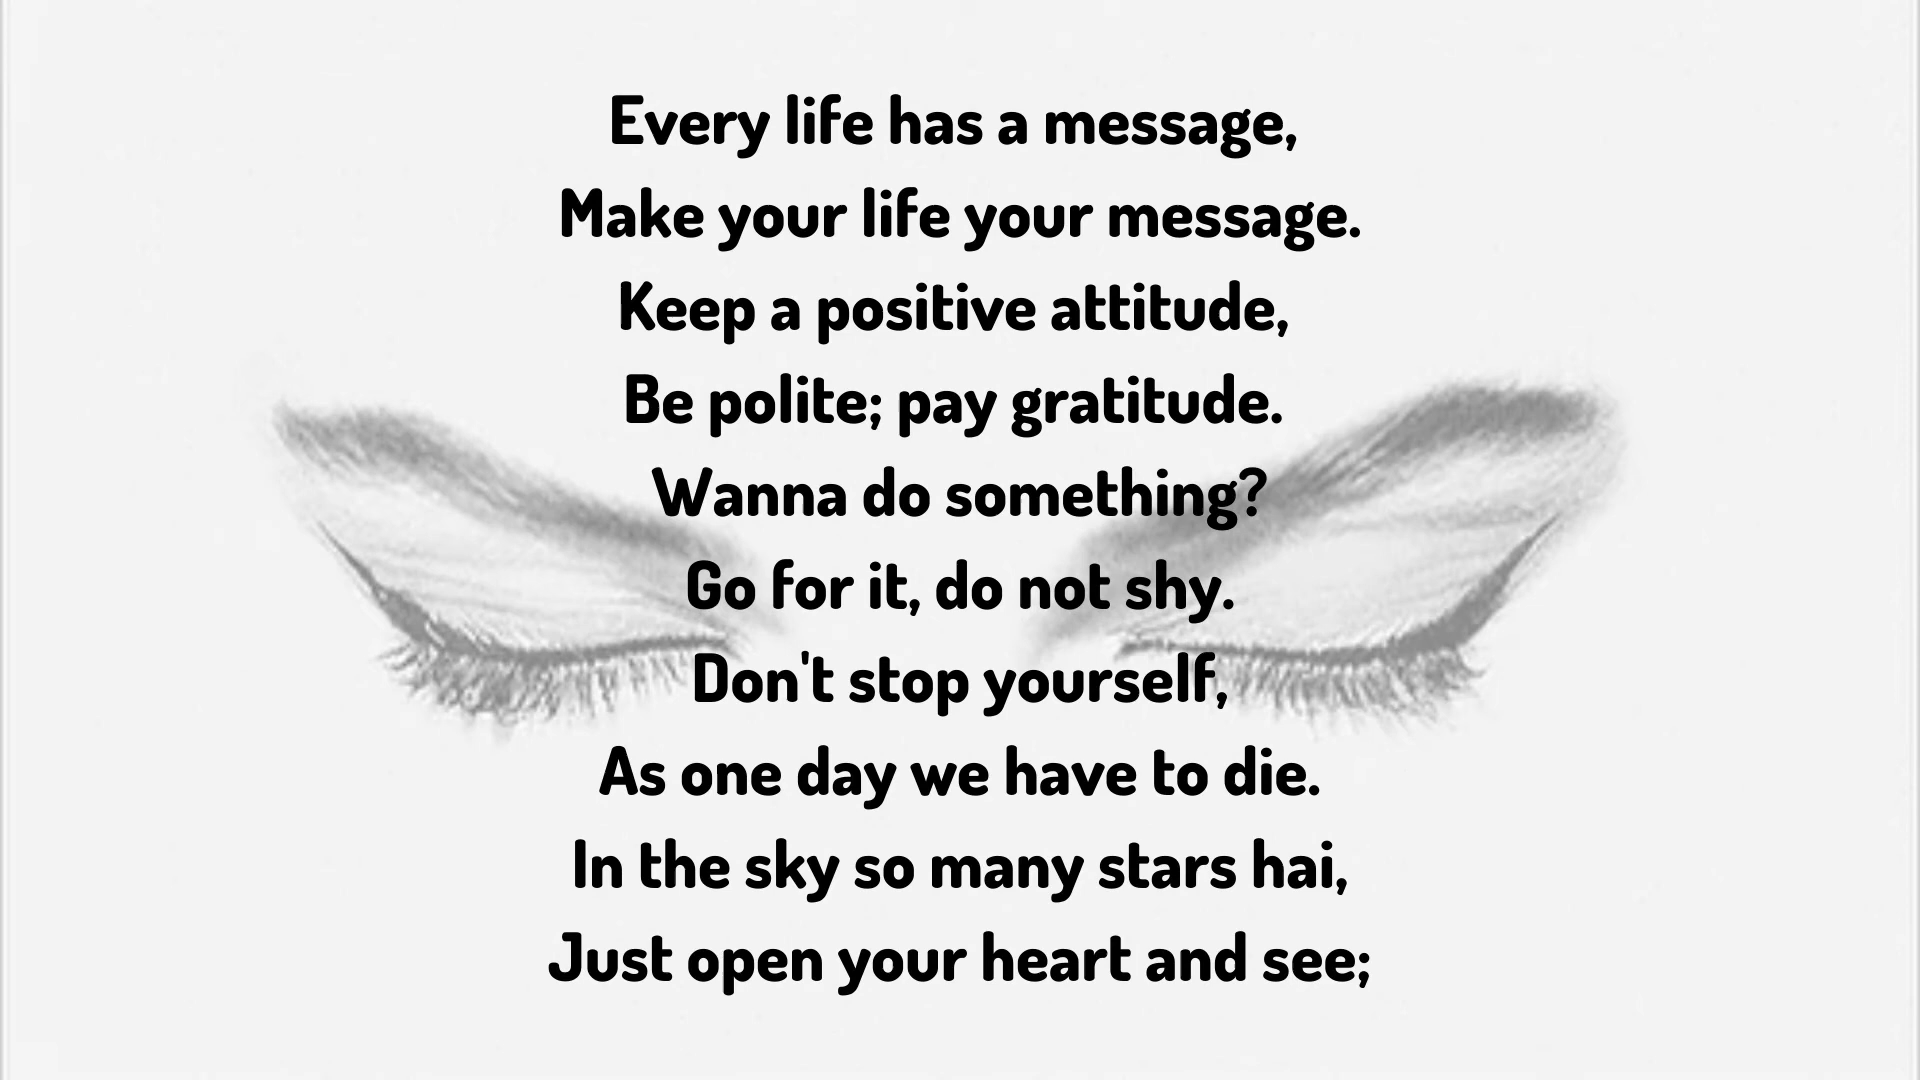 Every life has a message,
Make your life your message.
Keep a positive attitude,
Be polite; pay gratitude.
Wanna do something?
Go for it, do not shy.
Don't stop yourself,
As one day we have to die.
In the sky so many stars hai,
Just open your heart and see;